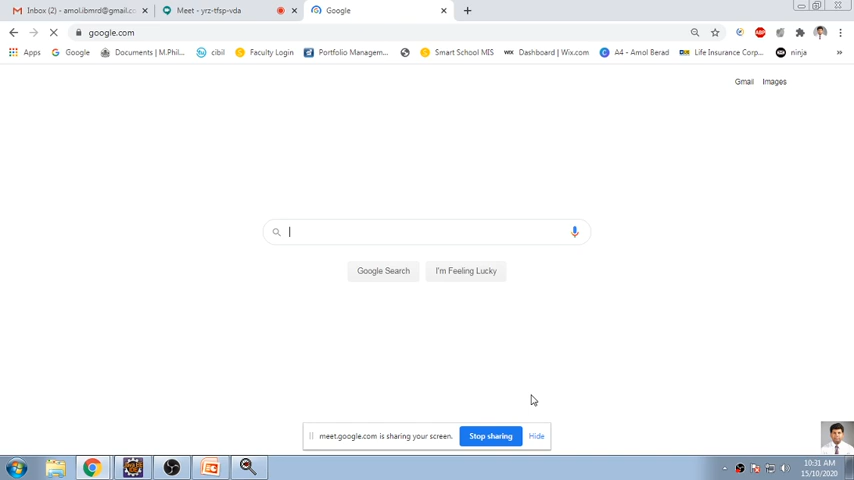 Inbox (2) - amol.ibmrd@gmail.co
Meet - yrz-tfsp-vda
Google
google.com
Apps
Google
Documents | M.Phil...
cibil
Faculty Login
Portfolio Managem...
Smart School MIS
WIX
Dashboard | Wix.com
A4 - Amol Berad
Life Insurance Corp...
ninja
»
Gmail
Images
Google Search
I'm Feeling Lucky
meet.google.com is sharing your screen.
Stop sharing
Hide
10:31 AM
15/10/2020